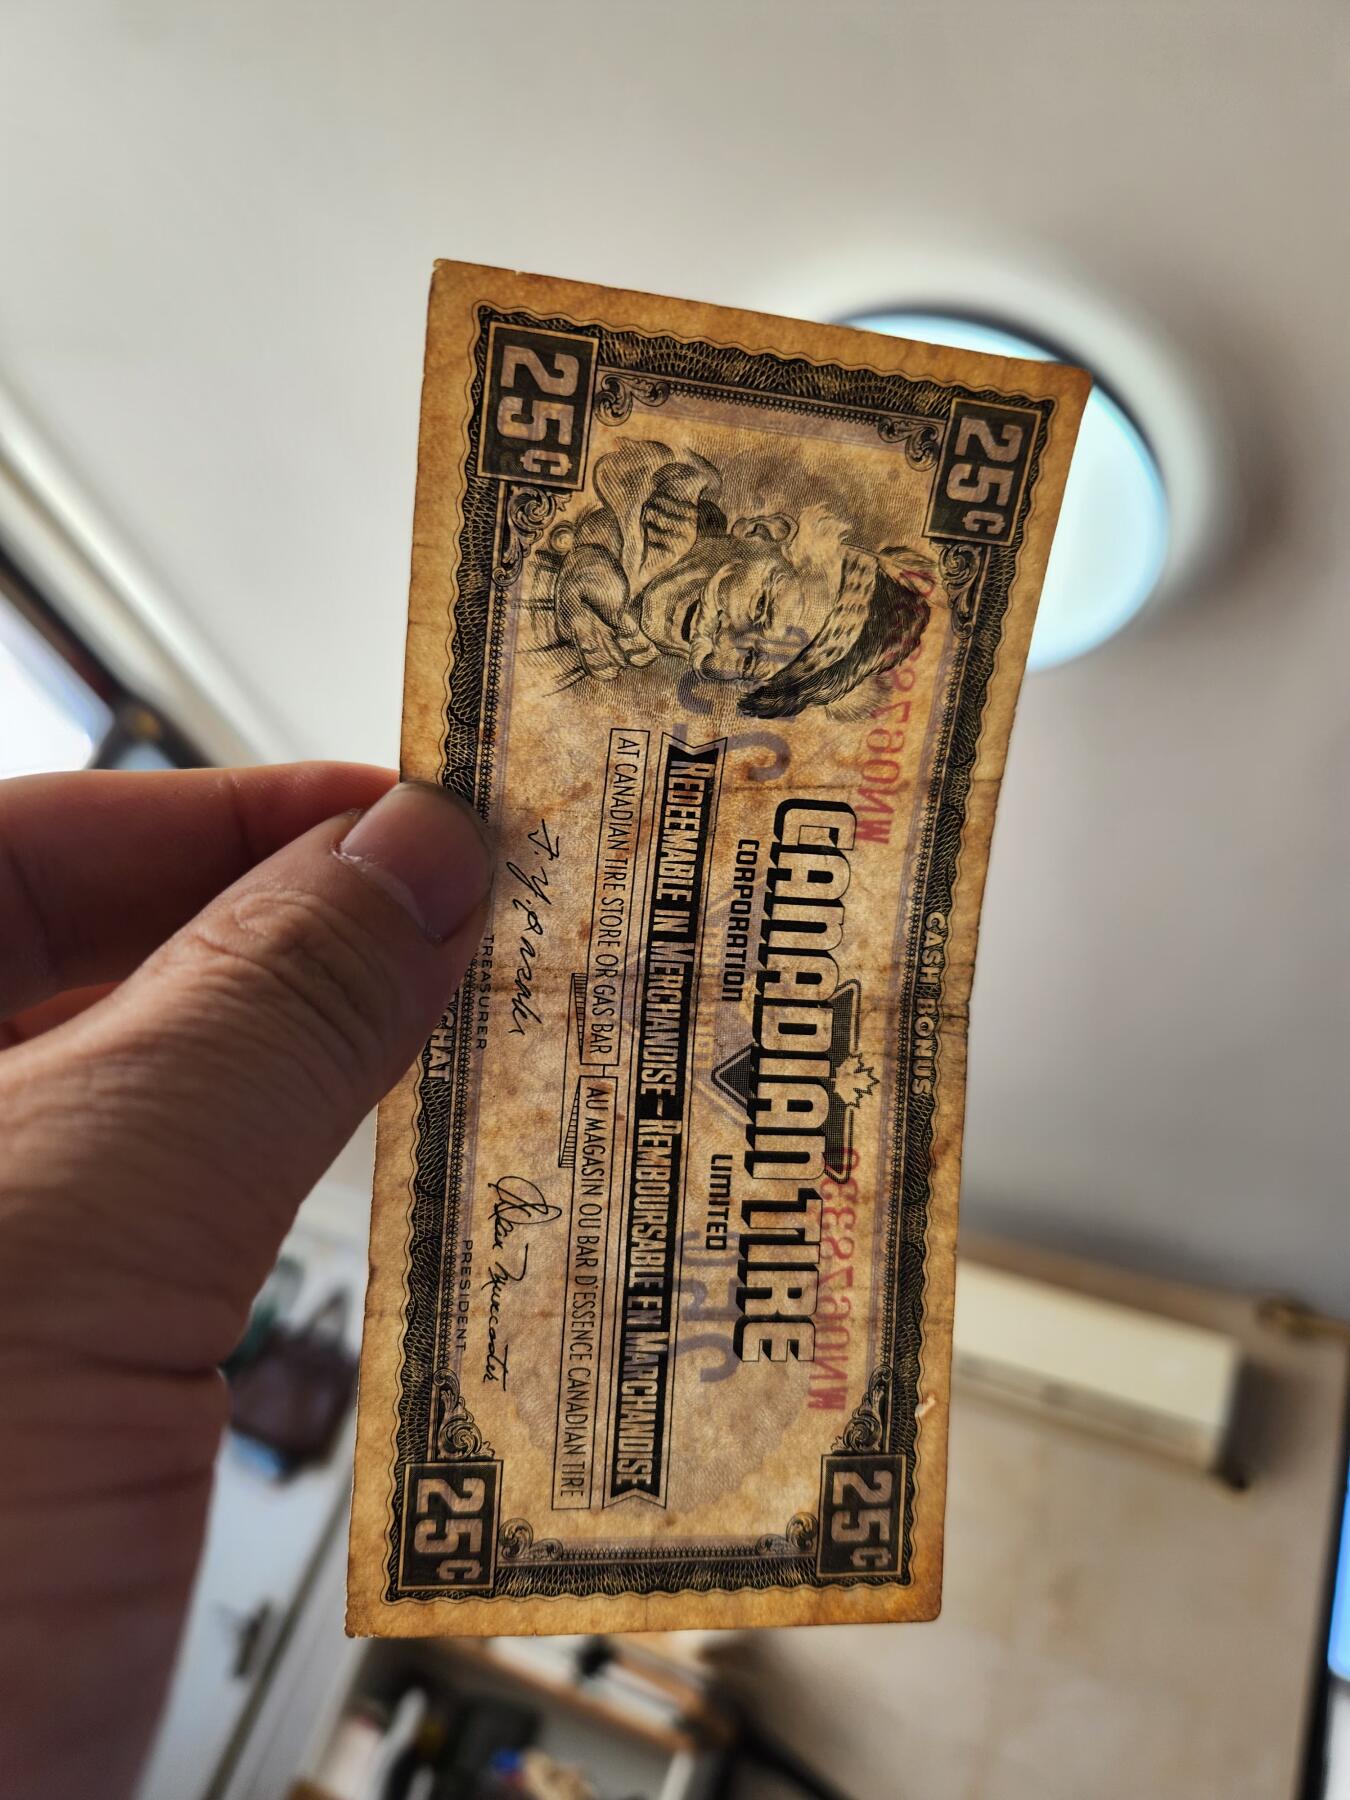 25¢ 25¢
CASH BONUS
CANADIAN TIRE
CORPORATION LIMITED
REDEEMABLE IN MERCHANDISE – REMBOURSABLE EN MARCHANDISE
AT CANADIAN TIRE STORE OR GAS BAR AU MAGASIN OU BAR D'ESSENCE CANADIAN TIRE
TREASURER PRESIDENT
25¢ 25¢